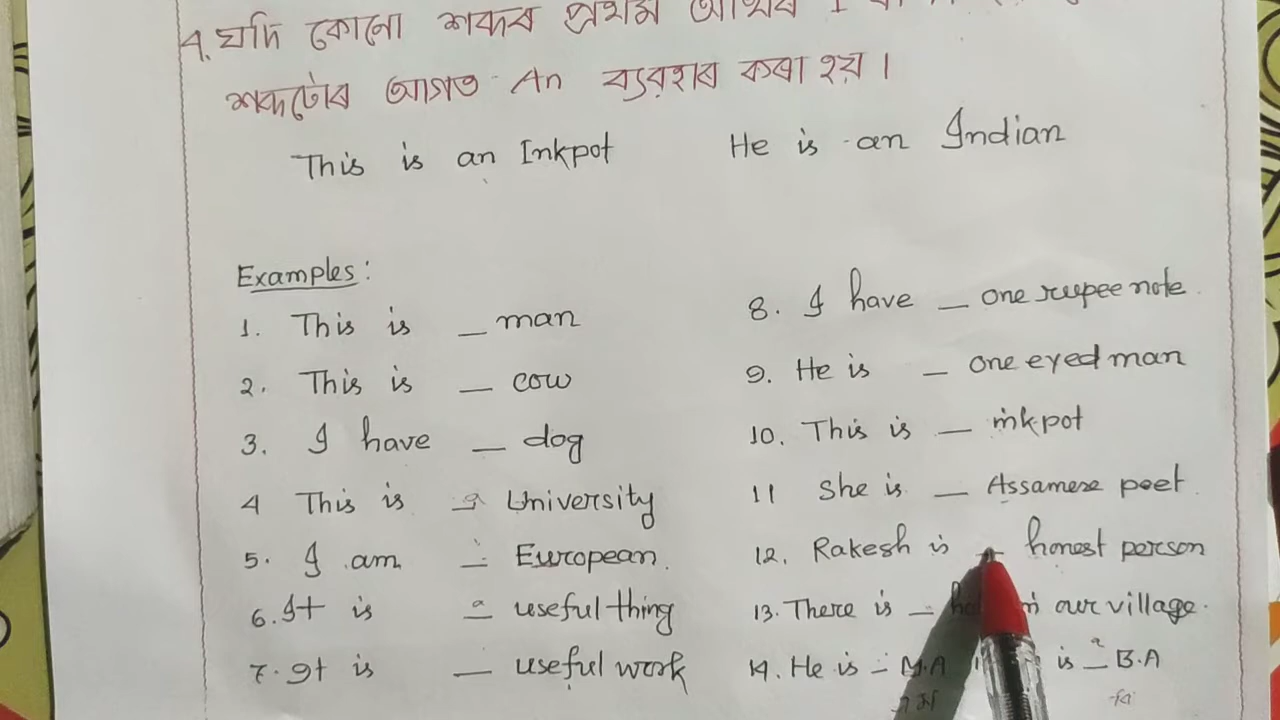 4. যদি কোনো শব্দৰ প্ৰথম আখৰ I
শব্দটোৰ আগত An ব্যৱহাৰ কৰা হয়।
This is an Inkpot He is an Indian
Examples:
1. This is _ man
2. This is _ cow
3. I have _ dog
4 This is _ University
5. I am _ European.
6. It is _ useful thing
7. It is _ useful work
8. I have _ one rupee note.
9. He is _ one eyed man
10. This is _ inkpot
11 She is _ Assamese poet.
12. Rakesh is _ honest person
13. There is _ in our village.
14. He is _ M.A is _ B.A